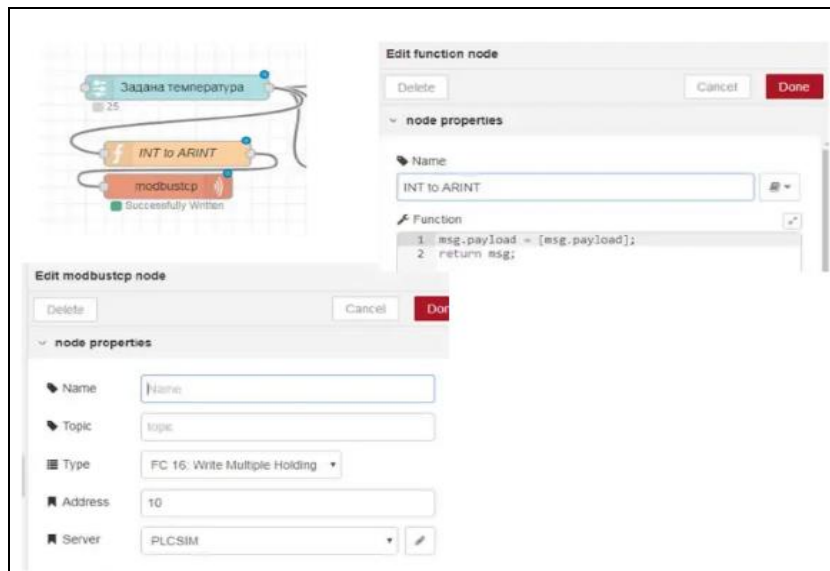 Задана температура
25
INT to ARINT
modbustcp
Successfully Written
Edit function node
Delete
Cancel
Done
node properties
Name
INT to ARINT
Function
1 msg.payload = [msg.payload];
2 return msg;
Edit modbustcp node
Delete
Cancel
Don
node properties
Name
Name
Topic
topic
Type
FC 16: Write Multiple Holding
Address
10
Server
PLCSIM